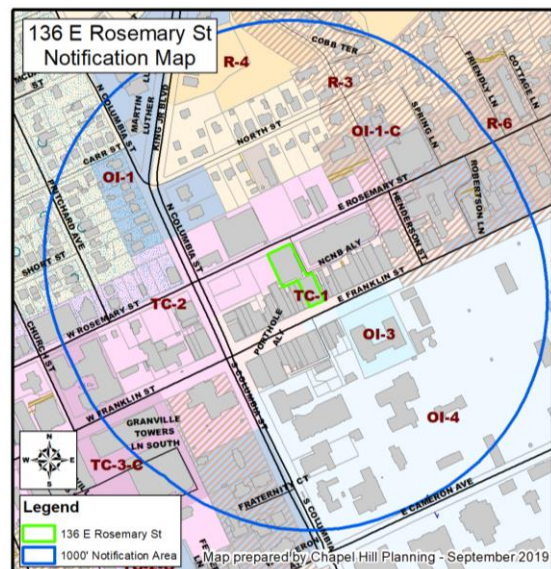 136 E Rosemary St
Notification Map
R-4
COBB TER
R-3
FRIENDLY LN
COTTAGE LN
N COLUMBIA ST
MARTIN
LUTHER
KING JR BLVD
SPRING LN
R-6
OI-1-C
NORTH ST
CARR ST
OI-1
PRITCHARD AVE
ROBERTSON LN
E ROSEMARY ST
N COLUMBIA ST
HENDERSON ST
SHORT ST
NCNB ALY
TC-2
TC-1
E FRANKLIN ST
W ROSEMARY ST
PORTHOLE
ALY
OI-3
CHURCH ST
S COLUMBIA ST
W FRANKLIN ST
OI-4
GRANVILLE
TOWERS
LN SOUTH
TC-3-C
N
W E
S
FRATERNITY CT
E CAMERON AVE
Legend
136 E Rosemary St
1000' Notification Area
Map prepared by Chapel Hill Planning - September 2019